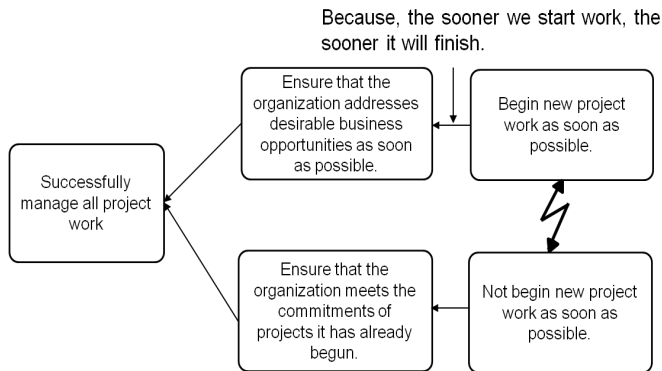 Because, the sooner we start work, the
sooner it will finish.
Ensure that the
organization addresses
desirable business
opportunities as soon
as possible.
Begin new project
work as soon as
possible.
Successfully
manage all project
work
Ensure that the
organization meets the
commitments of
projects it has already
begun.
Not begin new project
work as soon as
possible.